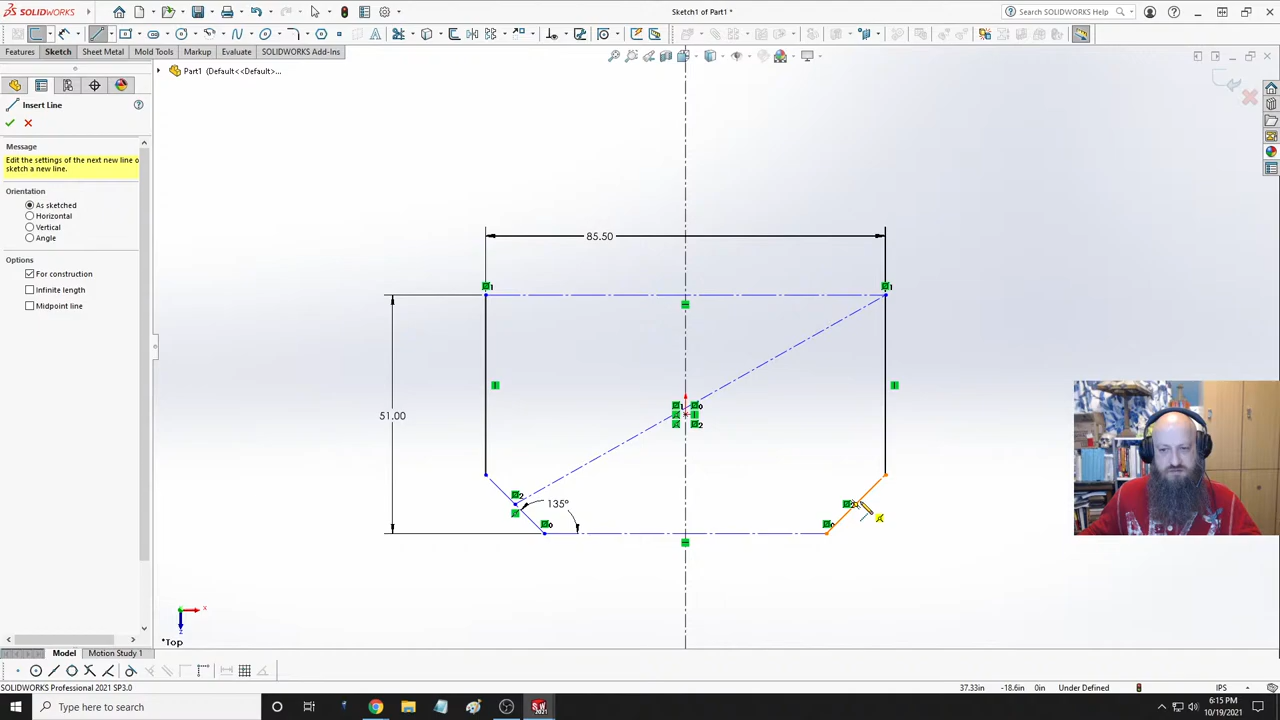 SOLIDWORKS
Sketch1 of Part1 *
Search SOLIDWORKS Help
Features
Sketch
Sheet Metal
Mold Tools
Markup
Evaluate
SOLIDWORKS Add-Ins
Part1 (Default<<Default>...
Insert Line
Message
Edit the settings of the next new line o
sketch a new line.
Orientation
As sketched
Horizontal
Vertical
Angle
Options
For construction
Infinite length
Midpoint line
85.50
51.00
135°
x
*Top
Model
Motion Study 1
SOLIDWORKS Professional 2021 SP3.0
37.33in
-18.6in
0in
Under Defined
IPS
Type here to search
6:15 PM
10/19/2021